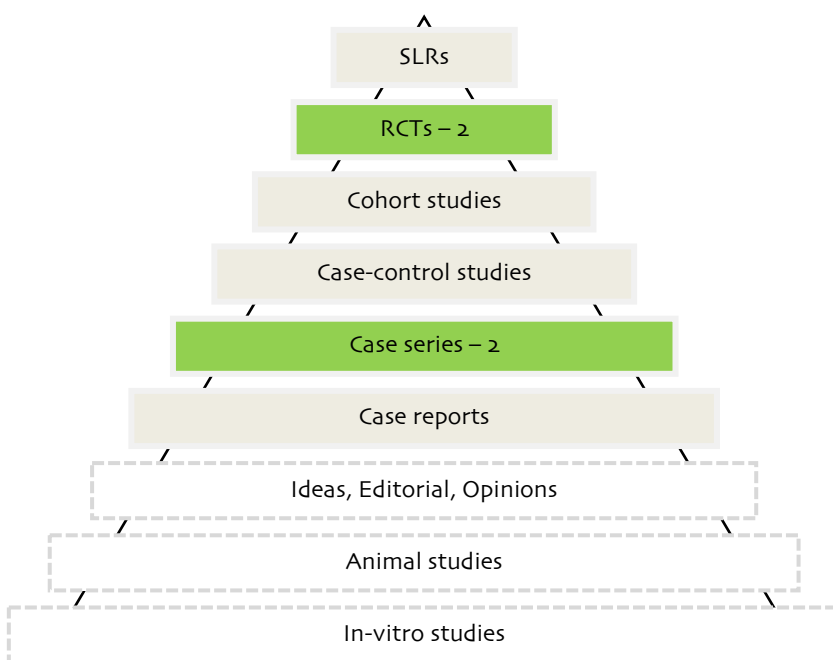 SLRs
RCTs – 2
Cohort studies
Case-control studies
Case series – 2
Case reports
Ideas, Editorial, Opinions
Animal studies
In-vitro studies